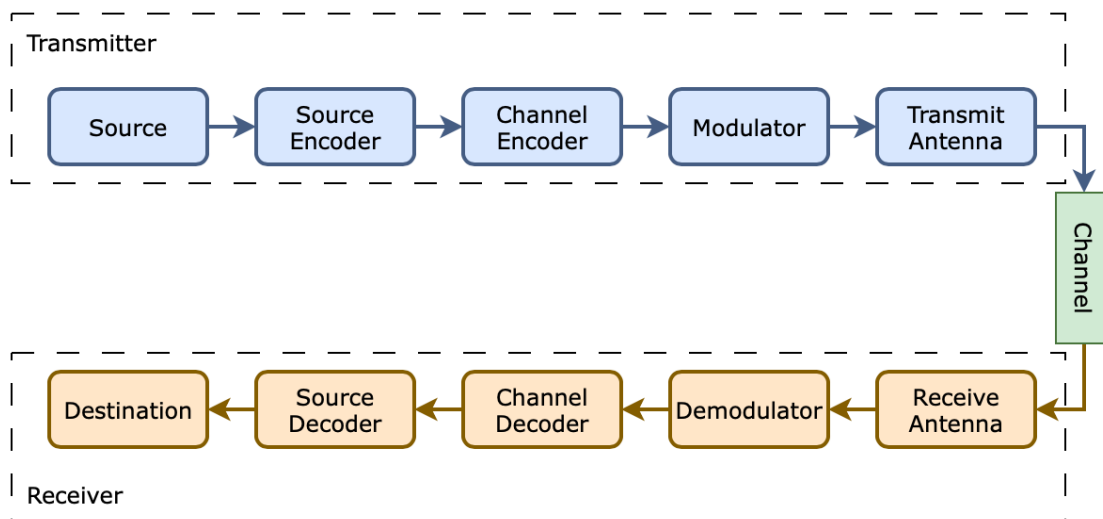 Transmitter
Source
Source
Encoder
Channel
Encoder
Modulator
Transmit
Antenna
Channel
Destination
Source
Decoder
Channel
Decoder
Demodulator
Receive
Antenna
Receiver